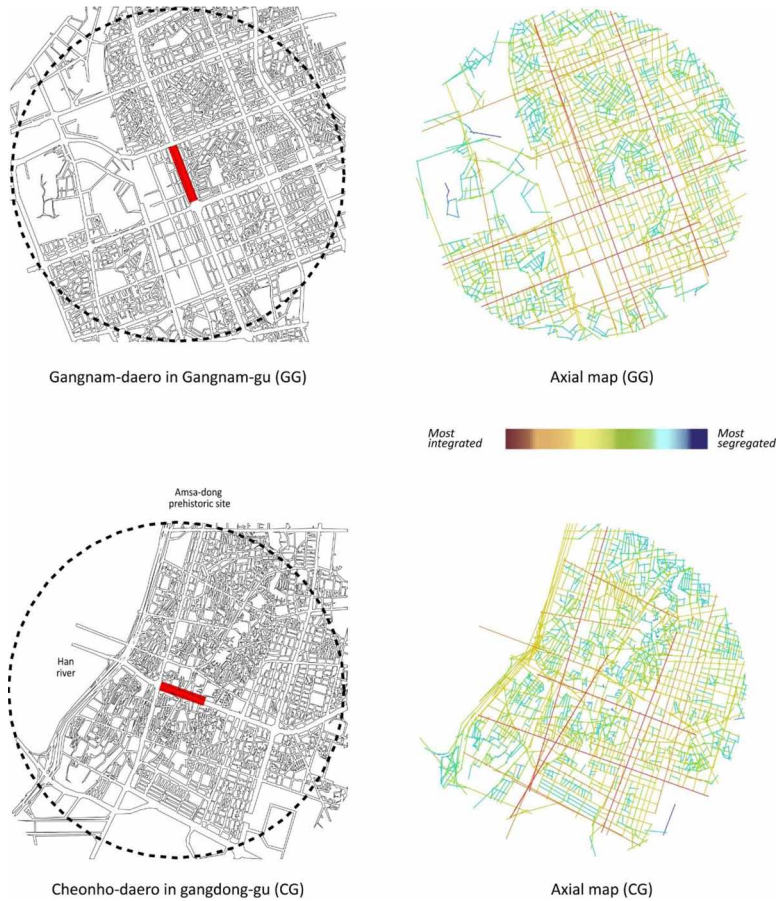 Gangnam-daero in Gangnam-gu (GG)
Axial map (GG)
Most
integrated
Most
segregated
Amsa-dong
prehistoric site
Han
river
Cheonho-daero in gangdong-gu (CG)
Axial map (CG)